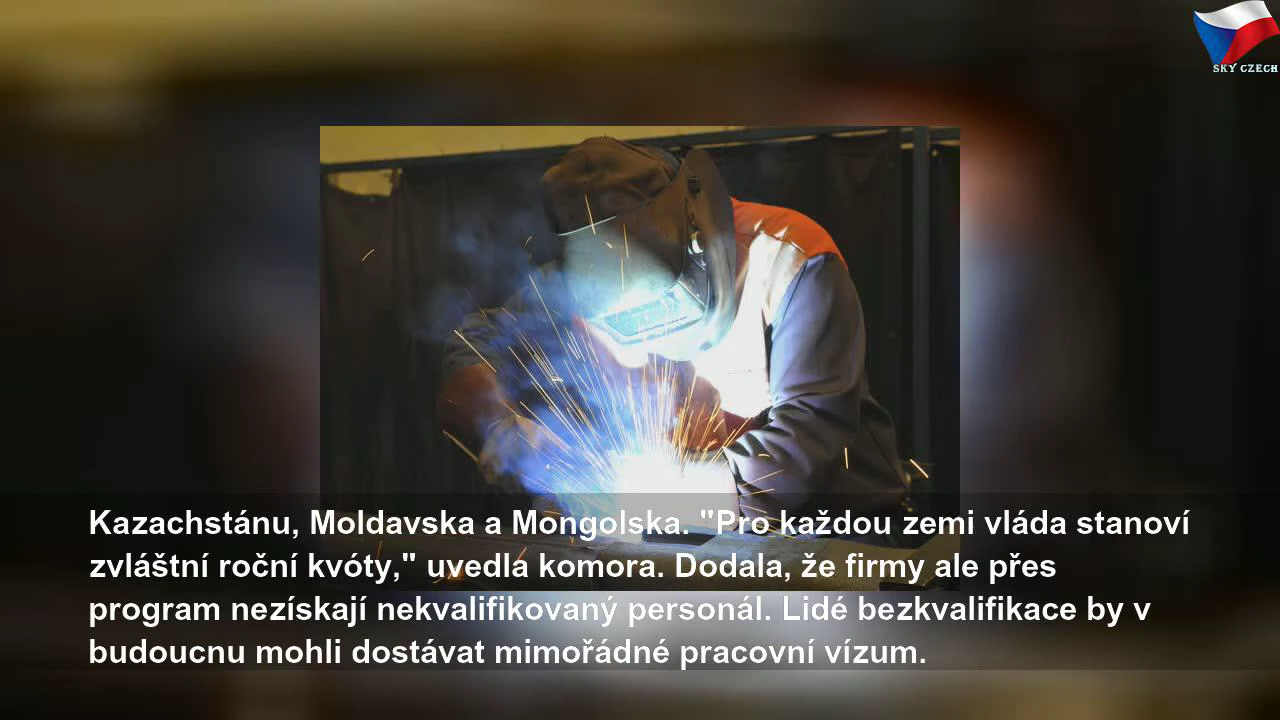 SKY CZECH
Kazachstánu, Moldavska a Mongolska. "Pro každou zemi vláda stanoví
zvláštní roční kvóty," uvedla komora. Dodala, že firmy ale přes
program nezískají nekvalifikovaný personál. Lidé bezkvalifikace by v
budoucnu mohli dostávat mimořádné pracovní vízum.